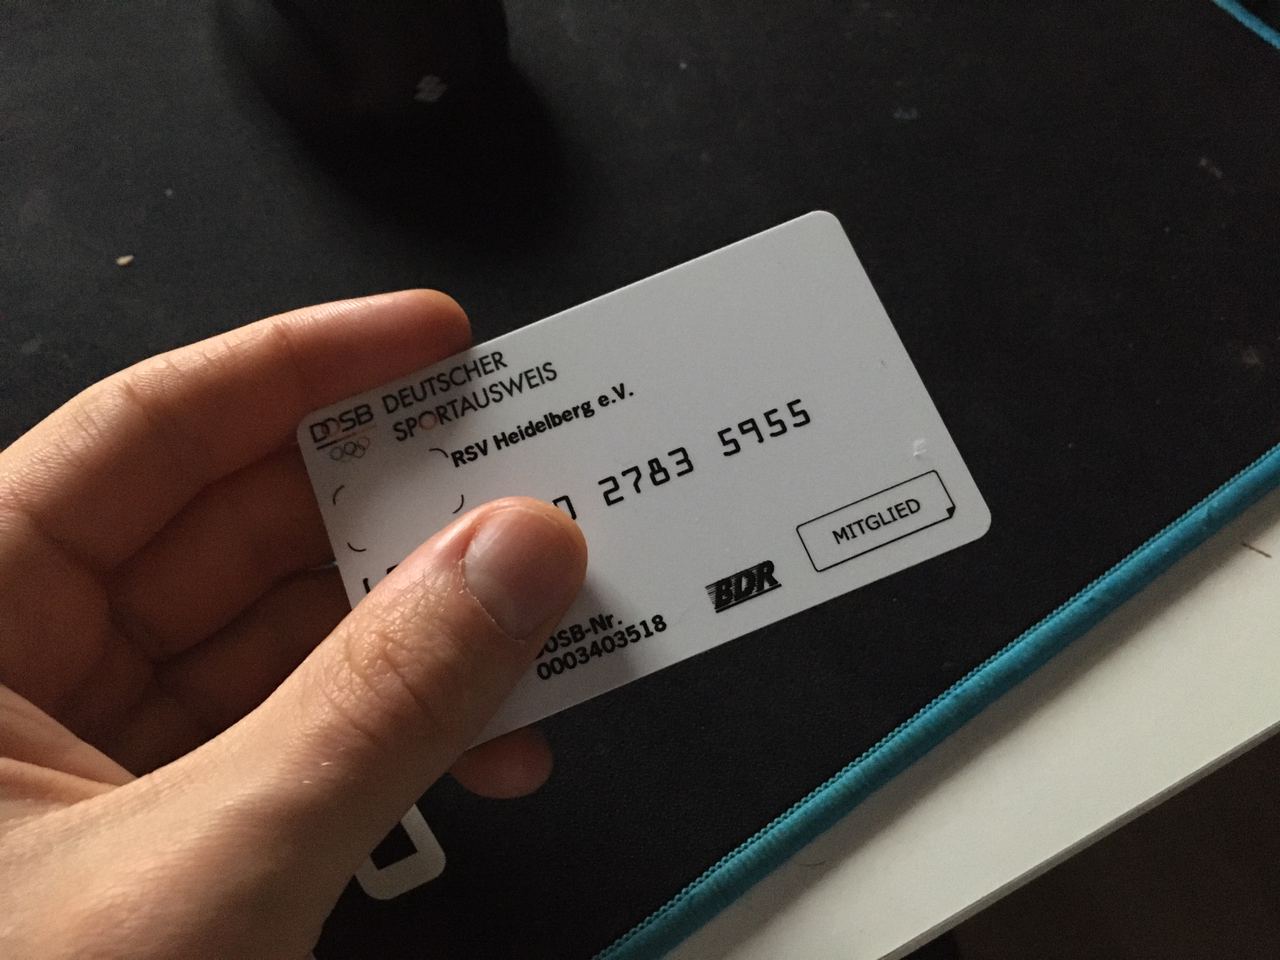 DOSB DEUTSCHER
SPORTAUSWEIS
RSV Heidelberg e.V.
2783 5955
MITGLIED
BDR
DOSB-Nr.
0003403518